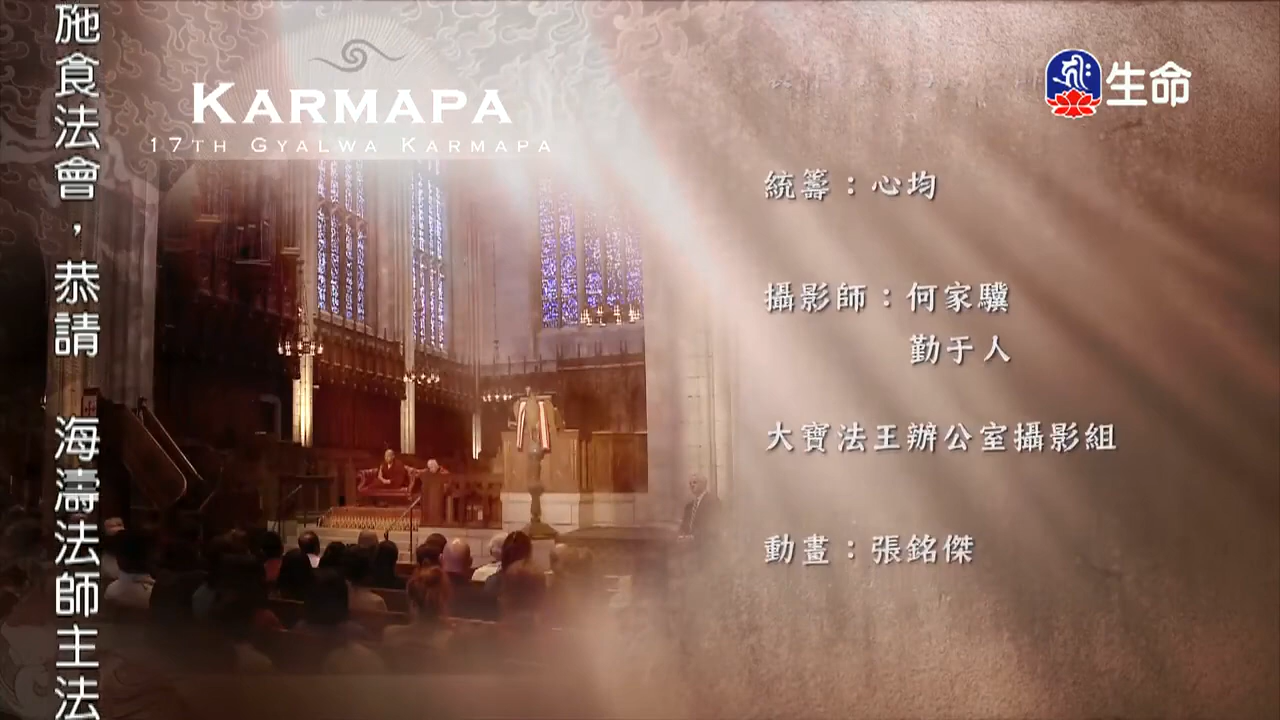 施食法會，恭請　海濤法師主法
KARMAPA
17TH GYALWA KARMAPA
生命
統籌：心均
攝影師：何家驥
勤于人
大寶法王辦公室攝影組
動畫：張銘傑